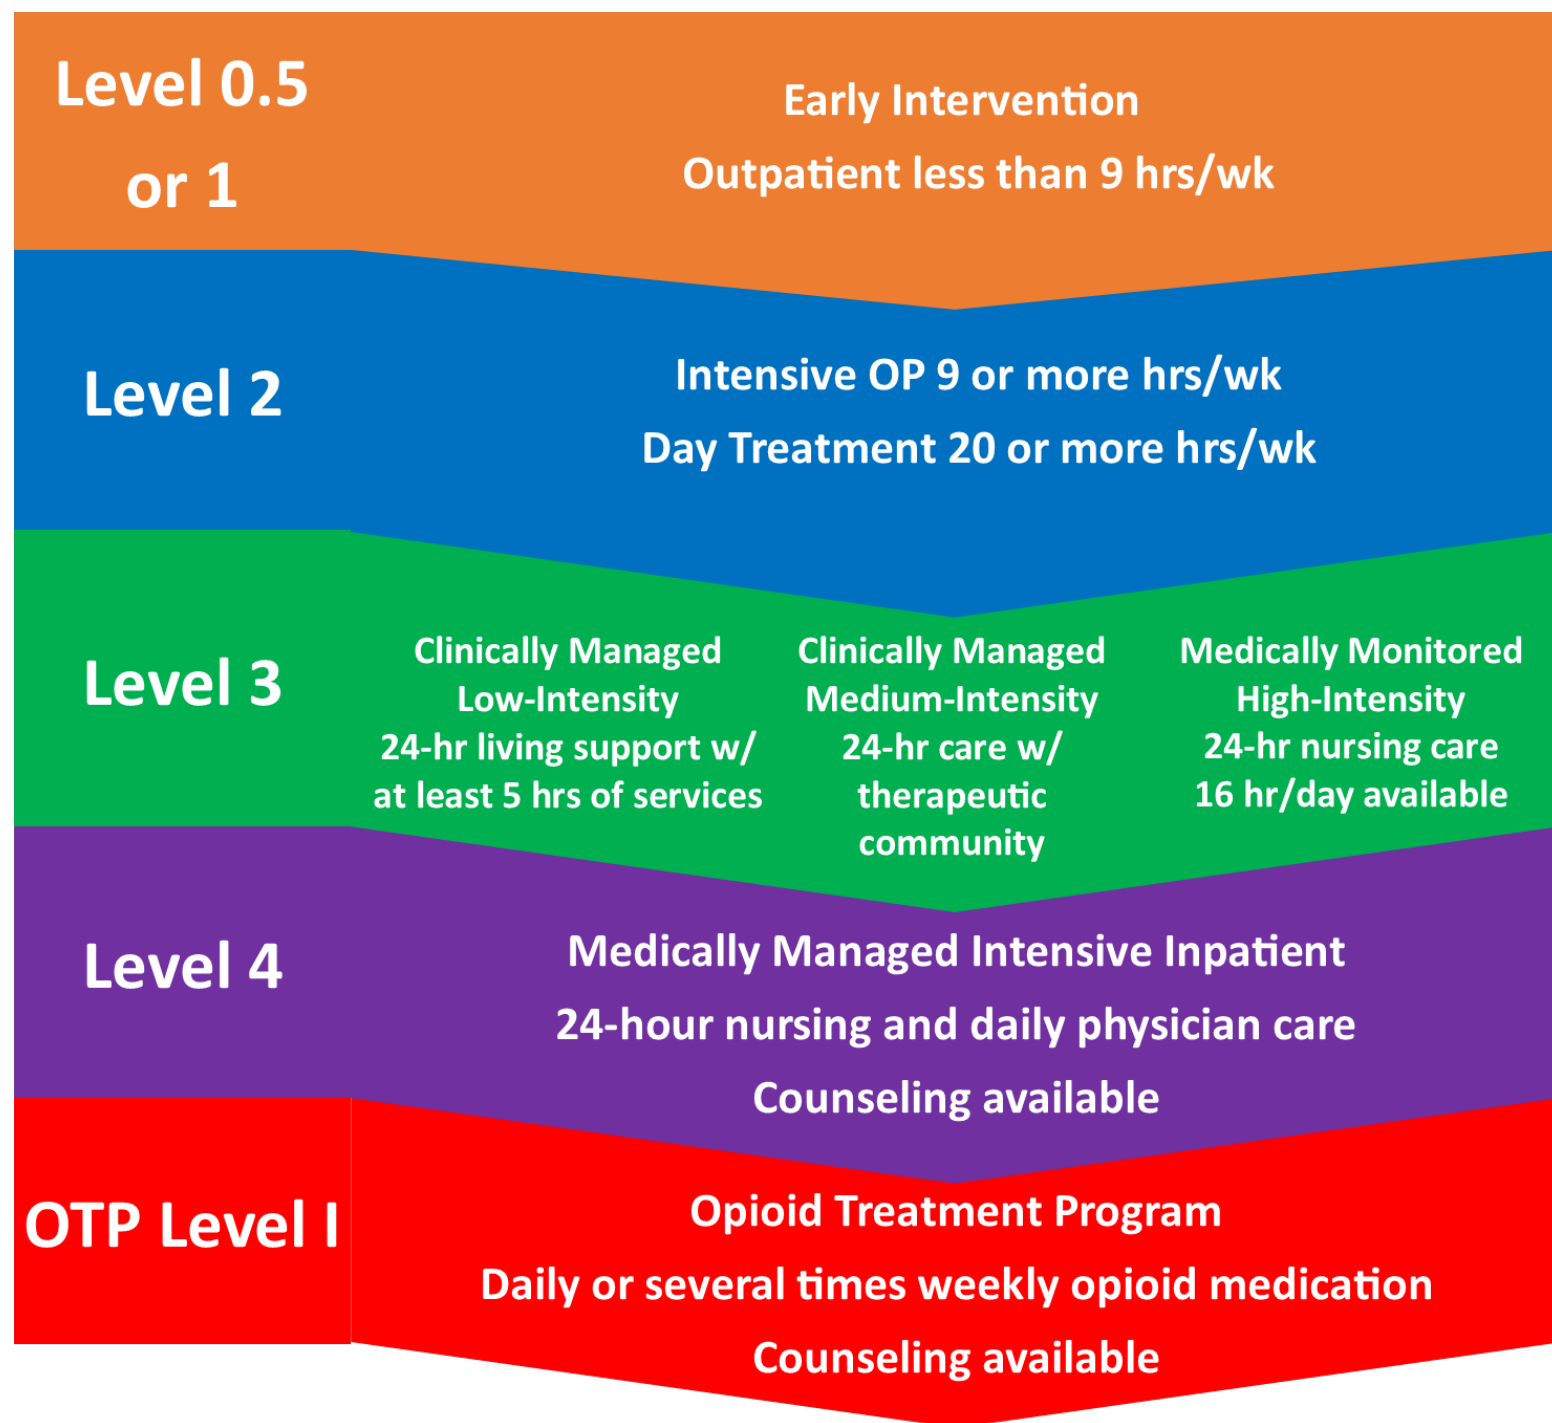 Level 0.5
or 1
Early Intervention
Outpatient less than 9 hrs/wk
Level 2
Intensive OP 9 or more hrs/wk
Day Treatment 20 or more hrs/wk
Level 3
Clinically Managed
Low-Intensity
24-hr living support w/
at least 5 hrs of services
Clinically Managed
Medium-Intensity
24-hr care w/
therapeutic
community
Medically Monitored
High-Intensity
24-hr nursing care
16 hr/day available
Level 4
Medically Managed Intensive Inpatient
24-hour nursing and daily physician care
Counseling available
OTP Level I
Opioid Treatment Program
Daily or several times weekly opioid medication
Counseling available